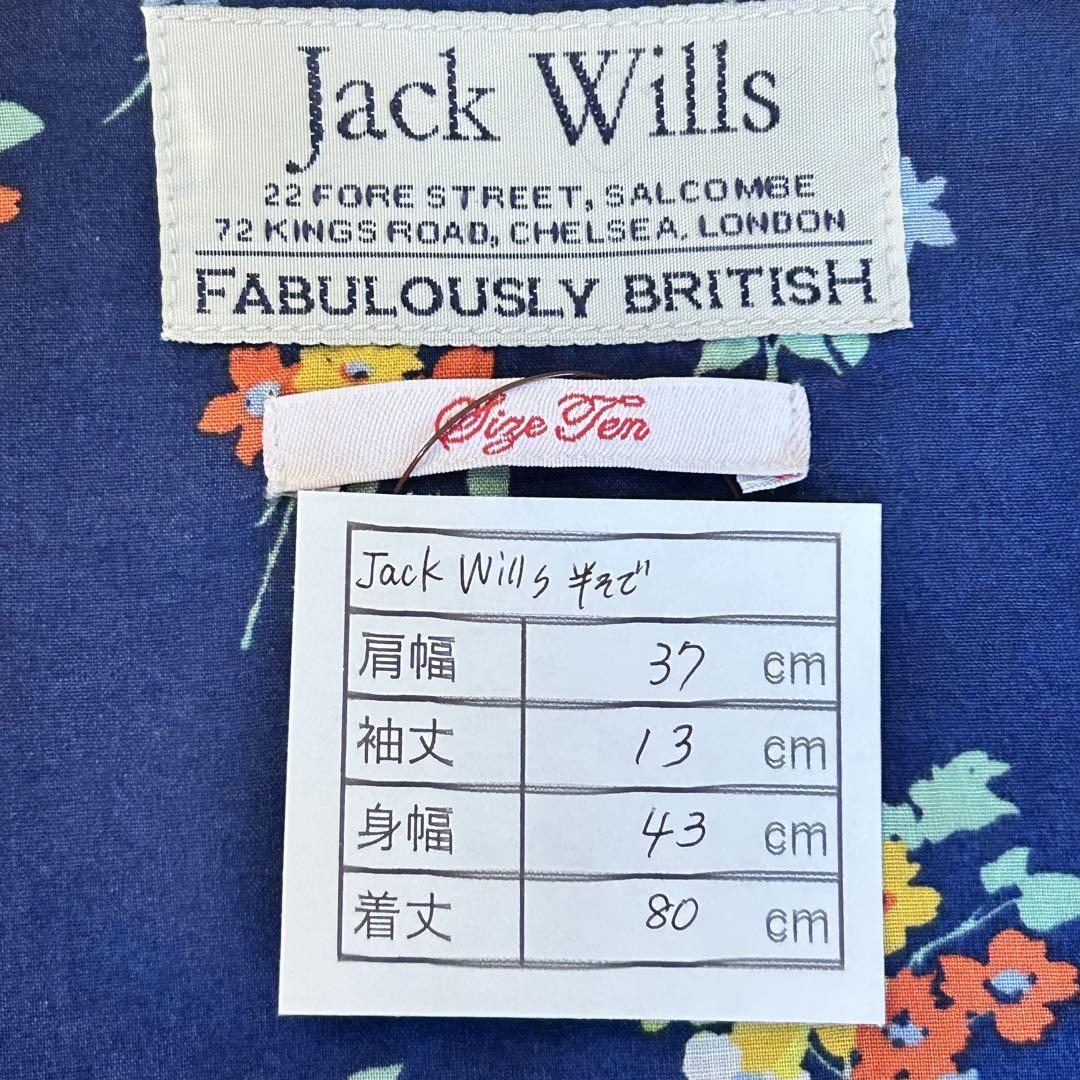 Jack Wills
22 FORE STREET, SALCOMBE
72 KINGS ROAD, CHELSEA, LONDON
FABULOUSLY BRITISH
Size Ten
Jack Wills 半そで
肩幅 37 cm
袖丈 13 cm
身幅 43 cm
着丈 80 cm